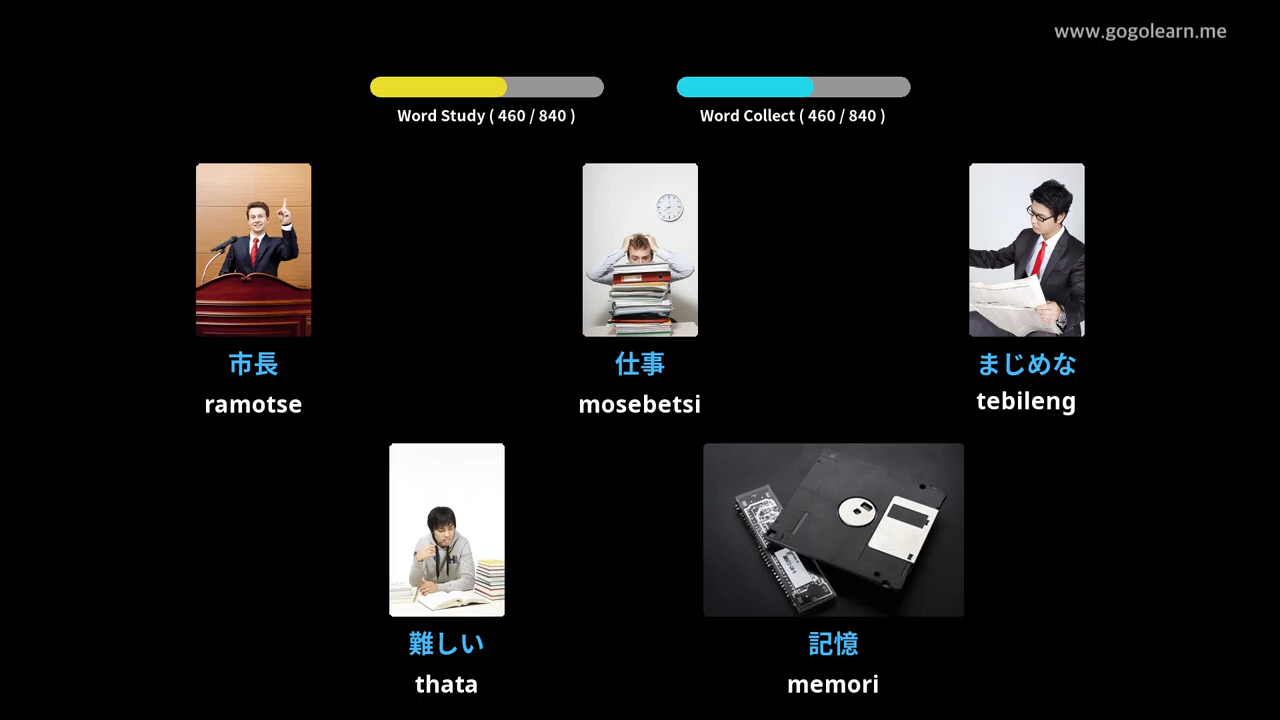 www.gogolearn.me
Word Study ( 460 / 840 )
Word Collect ( 460 / 840 )
市長
ramotse
仕事
mosebetsi
まじめな
tebileng
難しい
thata
記憶
memori